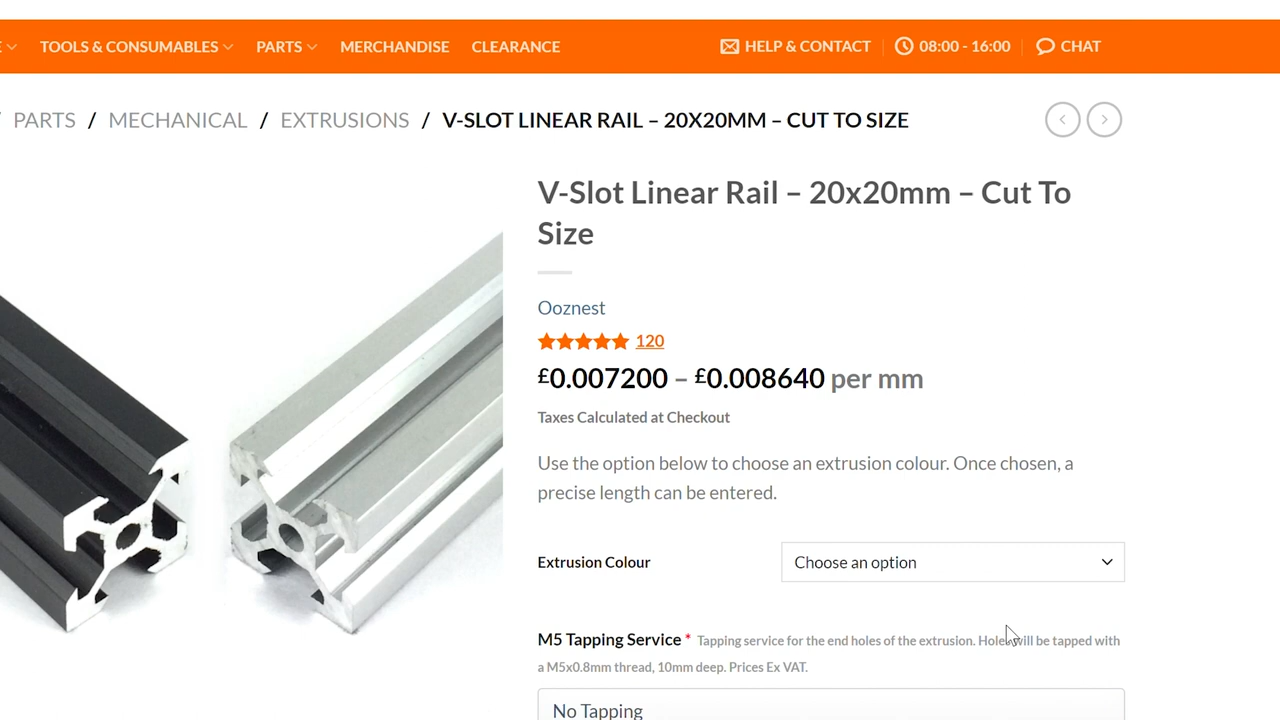 TOOLS & CONSUMABLES PARTS MERCHANDISE CLEARANCE HELP & CONTACT 08:00 - 16:00 CHAT
/ PARTS / MECHANICAL / EXTRUSIONS / V-SLOT LINEAR RAIL – 20X20MM – CUT TO SIZE
V-Slot Linear Rail – 20x20mm – Cut To
Size
Ooznest
120
£0.007200 – £0.008640 per mm
Taxes Calculated at Checkout
Use the option below to choose an extrusion colour. Once chosen, a
precise length can be entered.
Extrusion Colour Choose an option
M5 Tapping Service * Tapping service for the end holes of the extrusion. Holes will be tapped with
a M5x0.8mm thread, 10mm deep. Prices Ex VAT.
No Tapping